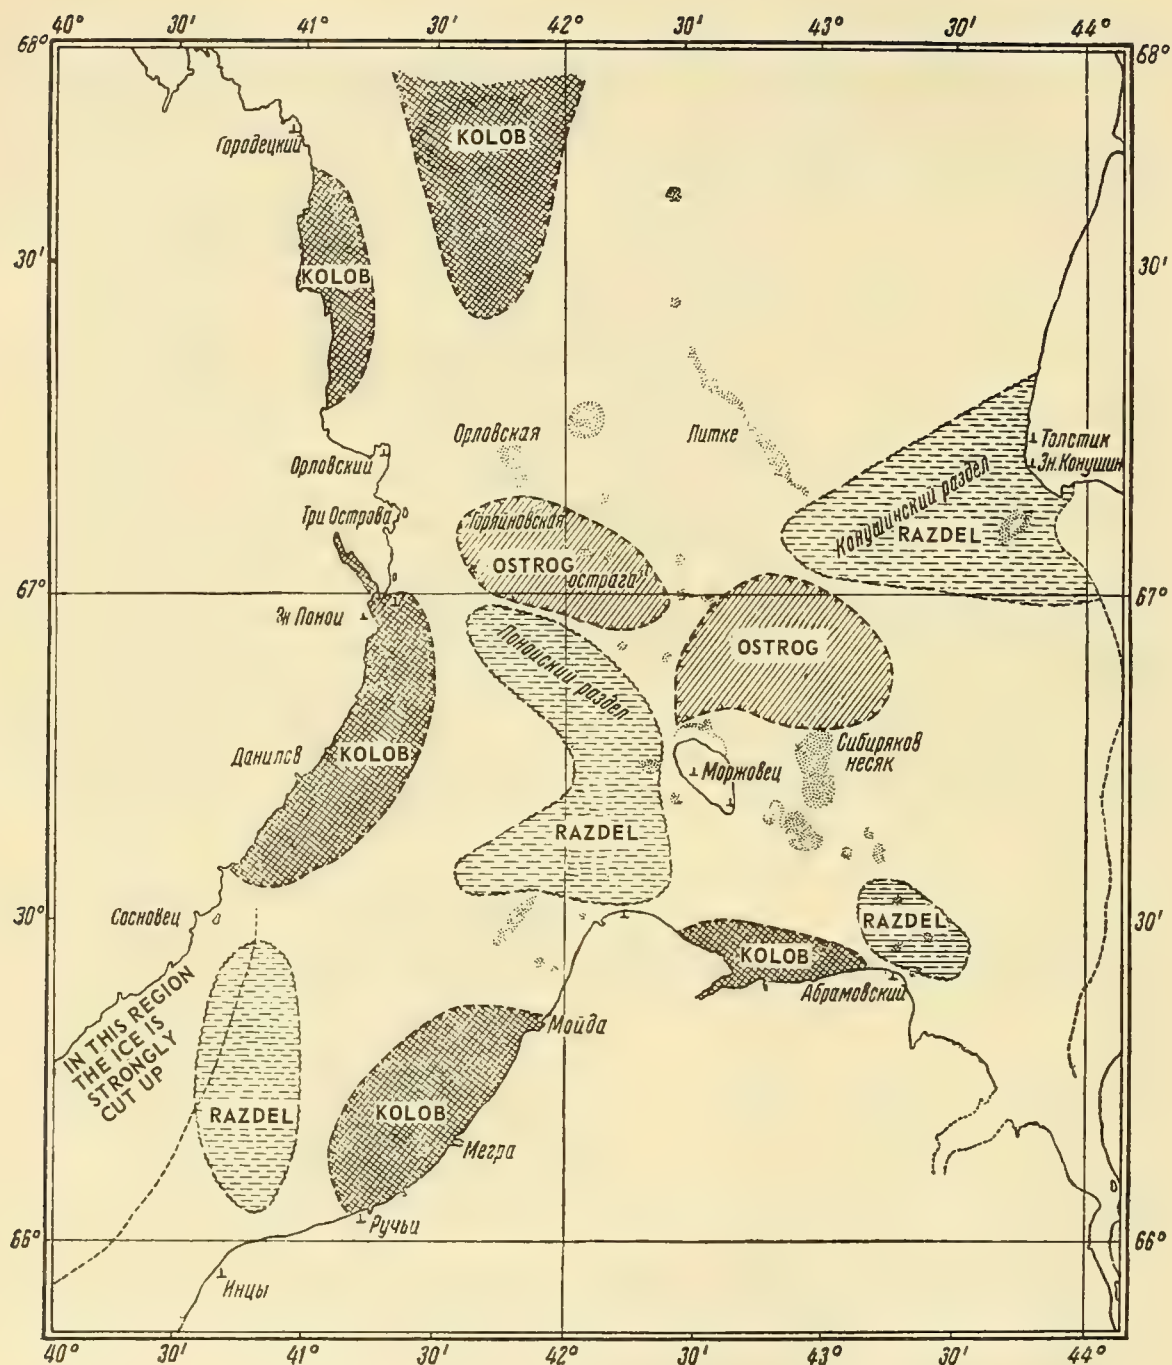 40° 30' 41° 30' 42° 30' 43° 30' 44°
68° 68°
KOLOB
Городецкий
30' 30'
KOLOB
Орловская
Литке
Толстик
Орловский
Зн. Конушин
Три Острова
Горяиновская
Конушинский раздел
RAZDEL
OSTROG
острага
67° 67°
Зн Поной
Понойский раздел
OSTROG
Данилов
KOLOB
Сибиряков
несяк
Моржовец
RAZDEL
Сосновец
30° 30'
RAZDEL
KOLOB
Абрамовский
IN THIS REGION
THE ICE IS
STRONGLY
CUT UP
Мойда
RAZDEL
KOLOB
Мегра
Ручьи
66° 66°
Инцы
40° 30' 41° 30' 42° 30' 43° 30' 44°